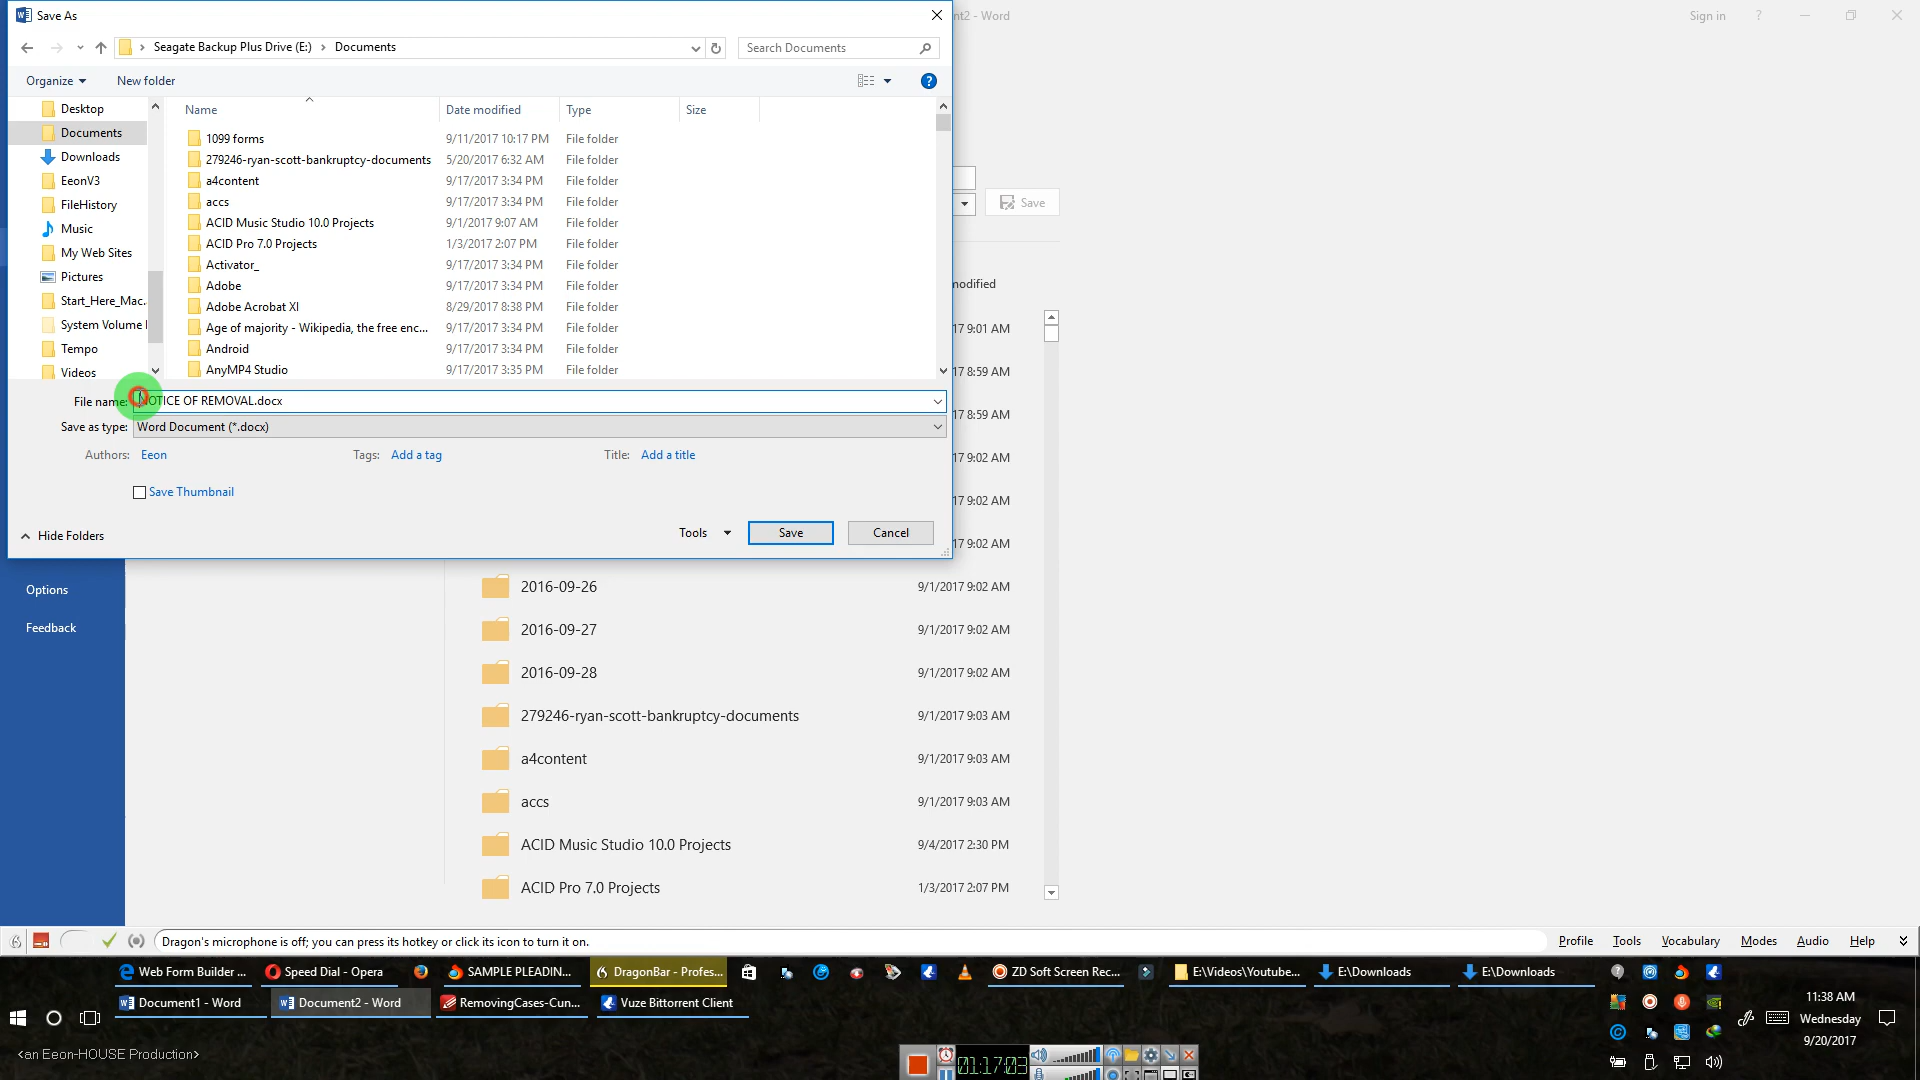 Save As
nt2 - Word
Sign in
?
Seagate Backup Plus Drive (E:) > Documents
Search Documents
Organize
New folder
Desktop
Documents
Downloads
EeonV3
FileHistory
Music
My Web Sites
Pictures
Start_Here_Mac.
System Volume
Tempo
Videos
Name Date modified Type Size
1099 forms 9/11/2017 10:17 PM File folder
279246-ryan-scott-bankruptcy-documents 5/20/2017 6:32 AM File folder
a4content 9/17/2017 3:34 PM File folder
accs 9/17/2017 3:34 PM File folder
ACID Music Studio 10.0 Projects 9/1/2017 9:07 AM File folder
ACID Pro 7.0 Projects 1/3/2017 2:07 PM File folder
Activator_ 9/17/2017 3:34 PM File folder
Adobe 9/17/2017 3:34 PM File folder
Adobe Acrobat XI 8/29/2017 8:38 PM File folder
Age of majority - Wikipedia, the free enc... 9/17/2017 3:34 PM File folder
Android 9/17/2017 3:34 PM File folder
AnyMP4 Studio 9/17/2017 3:35 PM File folder
File name: NOTICE OF REMOVAL.docx
Save as type: Word Document (*.docx)
Authors: Eeon Tags: Add a tag Title: Add a title
Save Thumbnail
Hide Folders
Tools Save Cancel
Save
modified
17 9:01 AM
17 8:59 AM
17 8:59 AM
17 9:02 AM
17 9:02 AM
17 9:02 AM
Options
Feedback
2016-09-26 9/1/2017 9:02 AM
2016-09-27 9/1/2017 9:02 AM
2016-09-28 9/1/2017 9:02 AM
279246-ryan-scott-bankruptcy-documents 9/1/2017 9:03 AM
a4content 9/1/2017 9:03 AM
accs 9/1/2017 9:03 AM
ACID Music Studio 10.0 Projects 9/4/2017 2:30 PM
ACID Pro 7.0 Projects 1/3/2017 2:07 PM
Dragon's microphone is off; you can press its hotkey or click its icon to turn it on.
Profile Tools Vocabulary Modes Audio Help
Web Form Builder ... Speed Dial - Opera SAMPLE PLEADIN... DragonBar - Profes... ZD Soft Screen Rec... E:\Videos\Youtube... E:\Downloads E:\Downloads
Document1 - Word Document2 - Word RemovingCases-Cun... Vuze Bittorrent Client
11:38 AM
Wednesday
9/20/2017
<an Eeon-HOUSE Production>
01:17:03